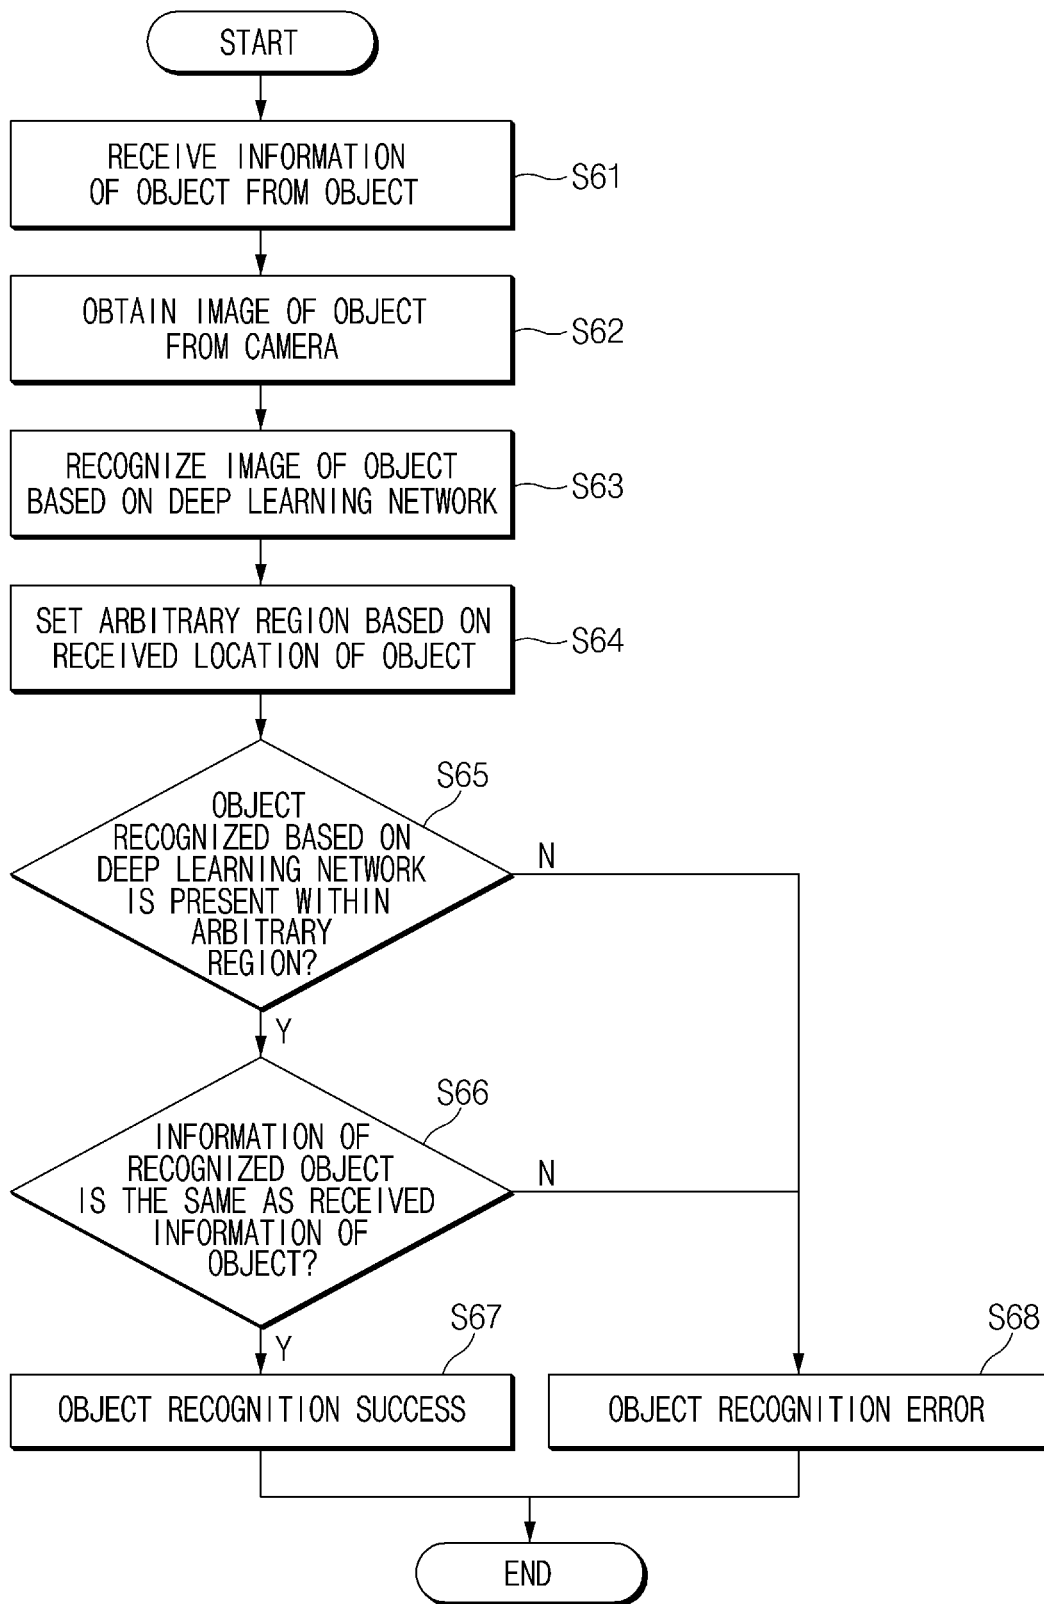 START
RECEIVE INFORMATION
OF OBJECT FROM OBJECT
S61
OBTAIN IMAGE OF OBJECT
FROM CAMERA
S62
RECOGNIZE IMAGE OF OBJECT
BASED ON DEEP LEARNING NETWORK
S63
SET ARBITRARY REGION BASED ON
RECEIVED LOCATION OF OBJECT
S64
S65
OBJECT
RECOGNIZED BASED ON
DEEP LEARNING NETWORK
IS PRESENT WITHIN
ARBITRARY
REGION?
N
Y
S66
INFORMATION OF
RECOGNIZED OBJECT
IS THE SAME AS RECEIVED
INFORMATION OF
OBJECT?
N
Y
S67
OBJECT RECOGNITION SUCCESS
S68
OBJECT RECOGNITION ERROR
END